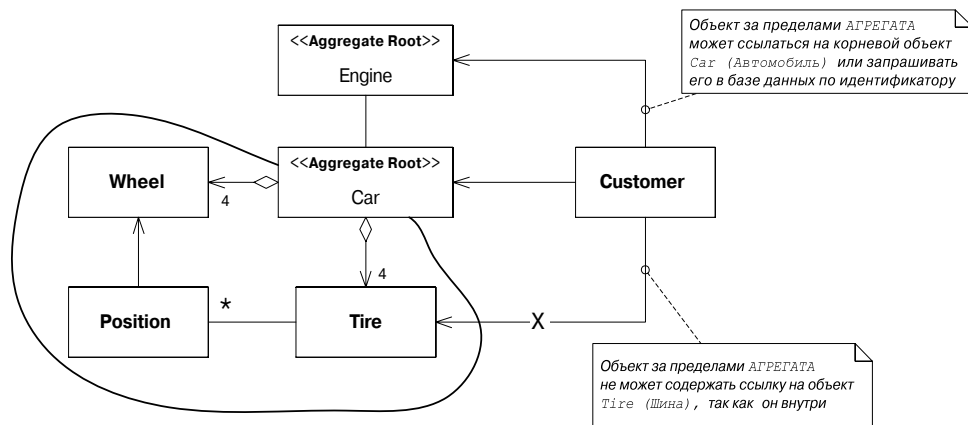 <<Aggregate Root>>
Engine
Объект за пределами АГРЕГАТА
может ссылаться на корневой объект
Car (Автомобиль) или запрашивать
его в базе данных по идентификатору
Wheel
4
<<Aggregate Root>>
Car
Customer
4
Position
*
Tire
X
Объект за пределами АГРЕГАТА
не может содержать ссылку на объект
Tire (Шина), так как он внутри